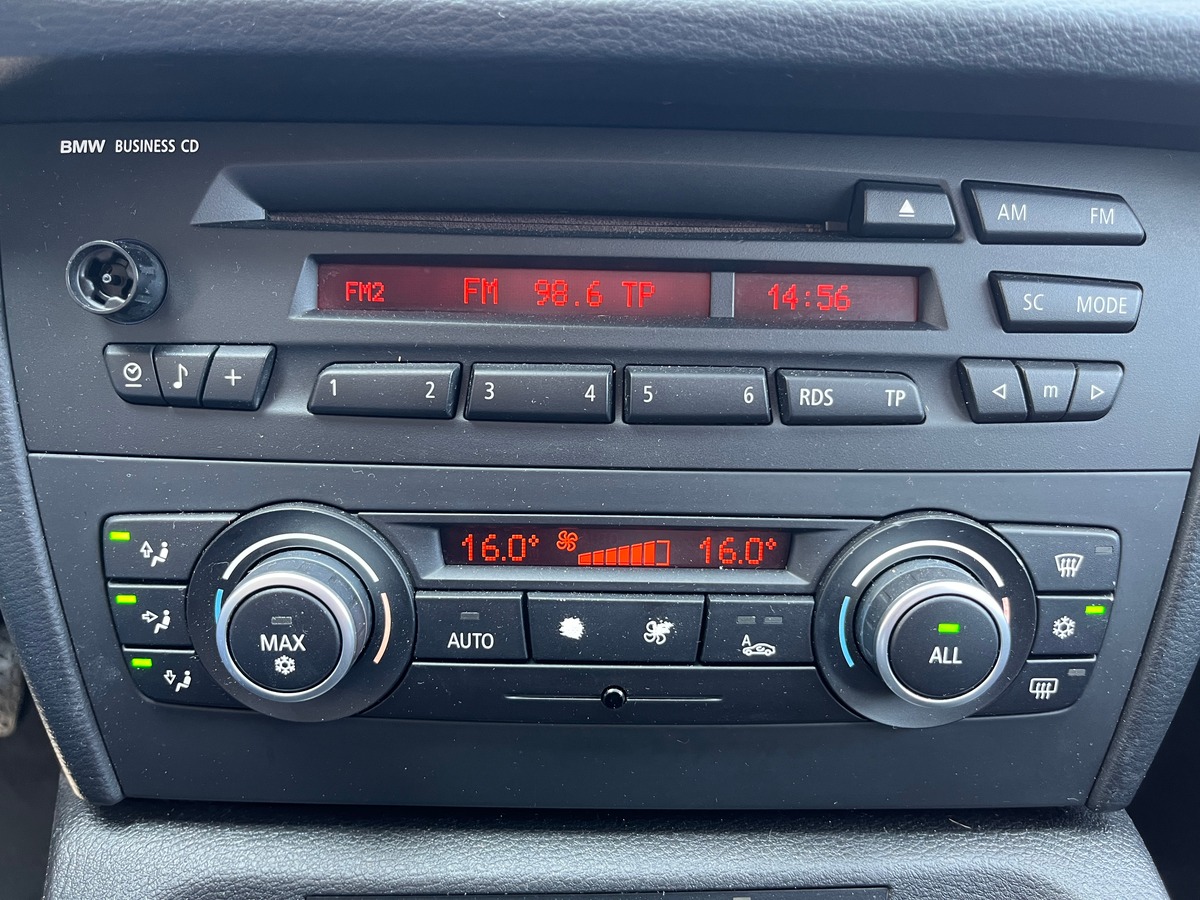 BMW BUSINESS CD
AM FM
FM2 FM 98.6 TP 14:56
SC MODE
1 2 3 4 5 6 RDS TP m
16.0° 16.0°
MAX AUTO A ALL